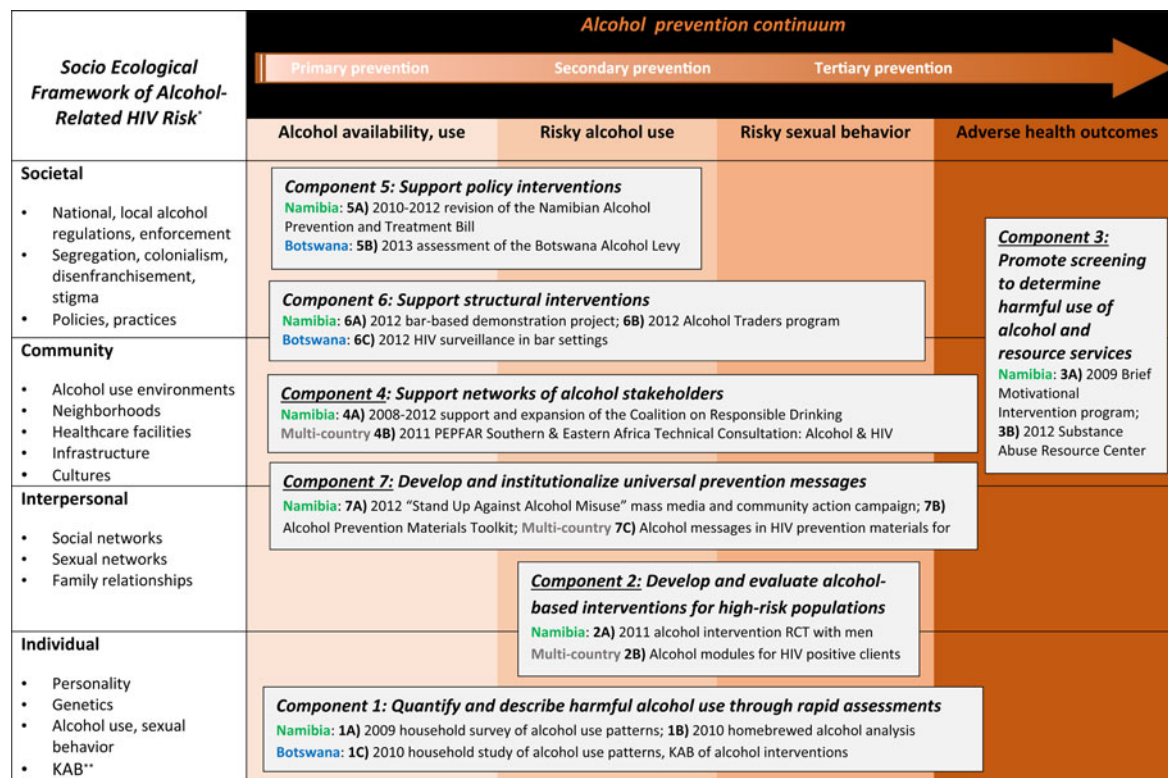 Alcohol prevention continuum
Socio Ecological
Framework of Alcohol-
Related HIV Risk*
Primary prevention
Secondary prevention
Tertiary prevention
Alcohol availability, use
Risky alcohol use
Risky sexual behavior
Adverse health outcomes
Societal
• National, local alcohol
regulations, enforcement
• Segregation, colonialism,
disenfranchisement,
stigma
• Policies, practices
Component 5: Support policy interventions
Namibia: 5A) 2010-2012 revision of the Namibian Alcohol
Prevention and Treatment Bill
Botswana: 5B) 2013 assessment of the Botswana Alcohol Levy
Component 6: Support structural interventions
Namibia: 6A) 2012 bar-based demonstration project; 6B) 2012 Alcohol Traders program
Botswana: 6C) 2012 HIV surveillance in bar settings
Component 3:
Promote screening
to determine
harmful use of
alcohol and
resource services
Namibia: 3A) 2009 Brief
Motivational
Intervention program;
3B) 2012 Substance
Abuse Resource Center
Community
• Alcohol use environments
• Neighborhoods
• Healthcare facilities
• Infrastructure
• Cultures
Component 4: Support networks of alcohol stakeholders
Namibia: 4A) 2008-2012 support and expansion of the Coalition on Responsible Drinking
Multi-country 4B) 2011 PEPFAR Southern & Eastern Africa Technical Consultation: Alcohol & HIV
Component 7: Develop and institutionalize universal prevention messages
Namibia: 7A) 2012 “Stand Up Against Alcohol Misuse” mass media and community action campaign; 7B)
Alcohol Prevention Materials Toolkit; Multi-country 7C) Alcohol messages in HIV prevention materials for
Interpersonal
• Social networks
• Sexual networks
• Family relationships
Component 2: Develop and evaluate alcohol-
based interventions for high-risk populations
Namibia: 2A) 2011 alcohol intervention RCT with men
Multi-country 2B) Alcohol modules for HIV positive clients
Individual
• Personality
• Genetics
• Alcohol use, sexual
behavior
• KAB**
Component 1: Quantify and describe harmful alcohol use through rapid assessments
Namibia: 1A) 2009 household survey of alcohol use patterns; 1B) 2010 homebrewed alcohol analysis
Botswana: 1C) 2010 household study of alcohol use patterns, KAB of alcohol interventions